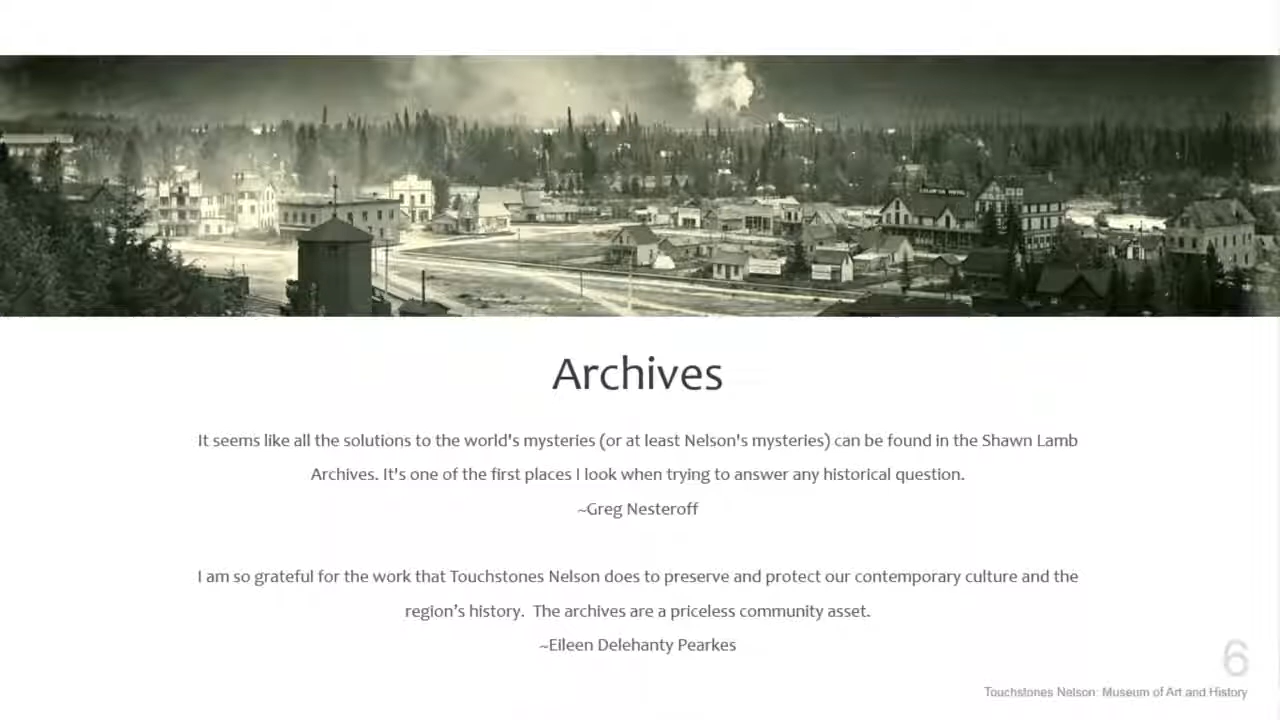 Archives
It seems like all the solutions to the world's mysteries (or at least Nelson's mysteries) can be found in the Shawn Lamb
Archives. It's one of the first places I look when trying to answer any historical question.
~Greg Nesteroff
I am so grateful for the work that Touchstones Nelson does to preserve and protect our contemporary culture and the
region’s history.  The archives are a priceless community asset.
~Eileen Delehanty Pearkes
6
Touchstones Nelson: Museum of Art and History